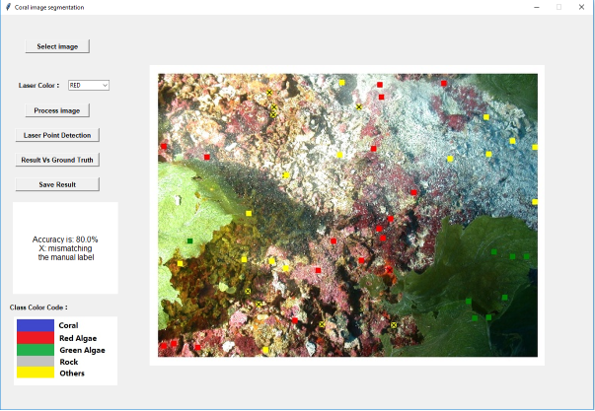 Coral image segmentation
Select image
Laser Color :
RED
Process image
Laser Point Detection
Result Vs Ground Truth
Save Result
Accuracy is: 80.0%
X: mismatching
the manual label
Class Color Code :
Coral
Red Algae
Green Algae
Rock
Others